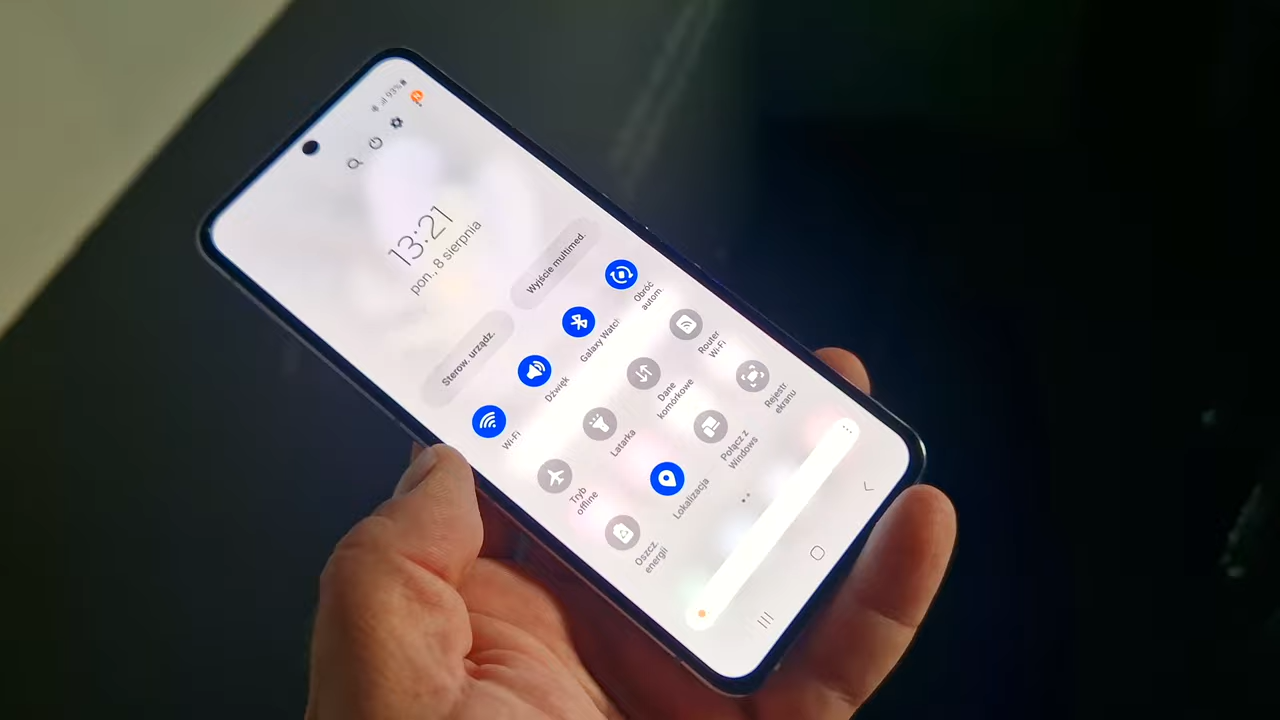 93%
N
13:21
pon., 8 sierpnia
Sterow. urządz.
Wyjście multimed.
Wi-Fi
Dźwięk
Galaxy Watch
Obróć
autom.
Tryb
offline
Latarka
Dane
komórkowe
Router
Wi-Fi
Oszcz.
energii
Lokalizacja
Połącz z
Windows
Rejestr.
ekranu